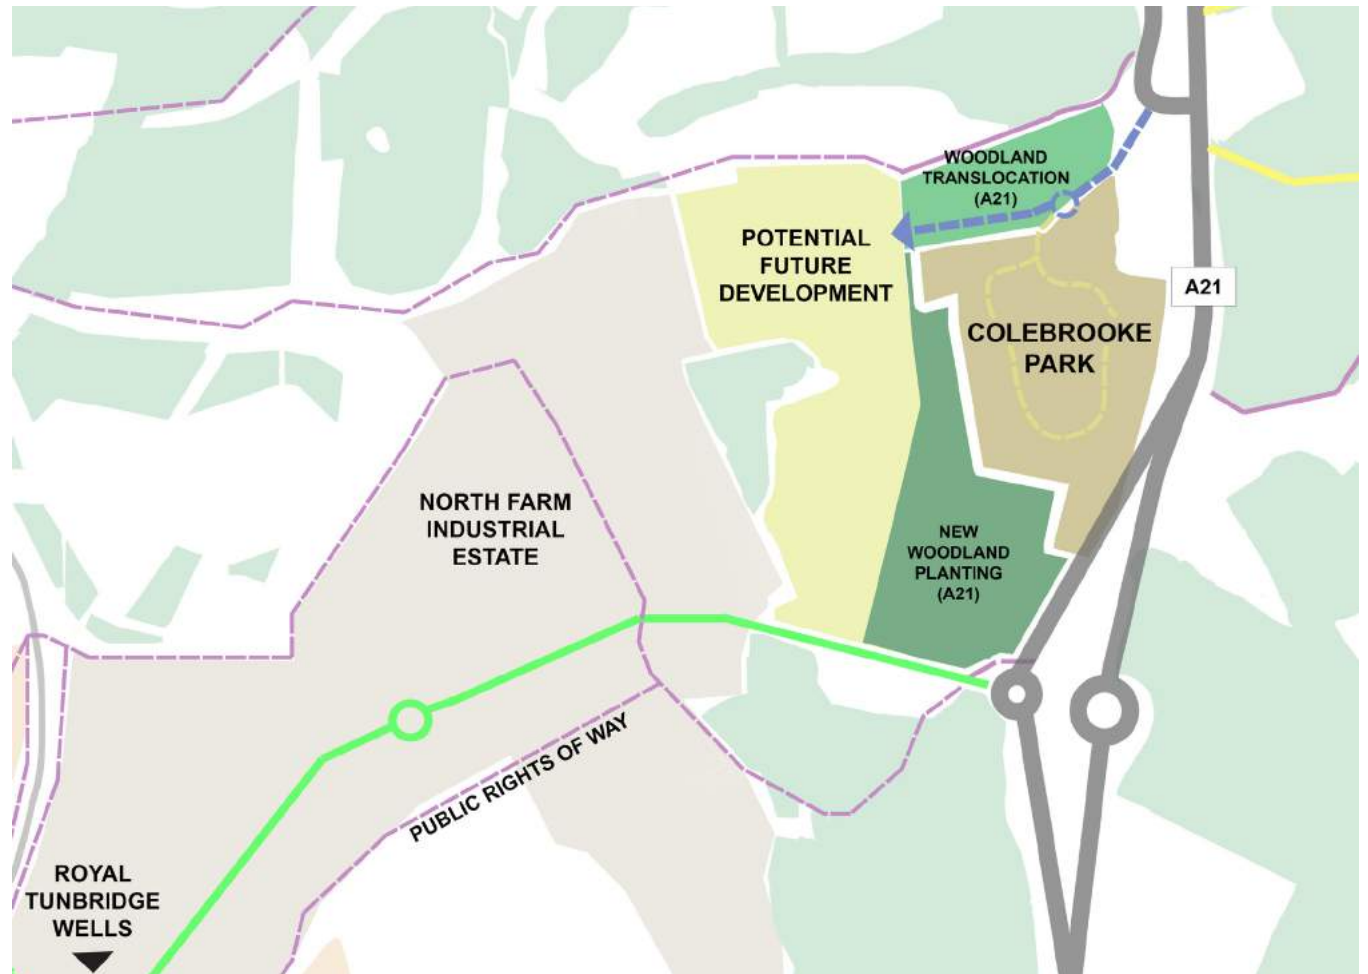 WOODLAND
TRANSLOCATION
(A21)
POTENTIAL
FUTURE
DEVELOPMENT
A21
COLEBROOKE
PARK
NORTH FARM
INDUSTRIAL
ESTATE
NEW
WOODLAND
PLANTING
(A21)
PUBLIC RIGHTS OF WAY
ROYAL
TUNBRIDGE
WELLS